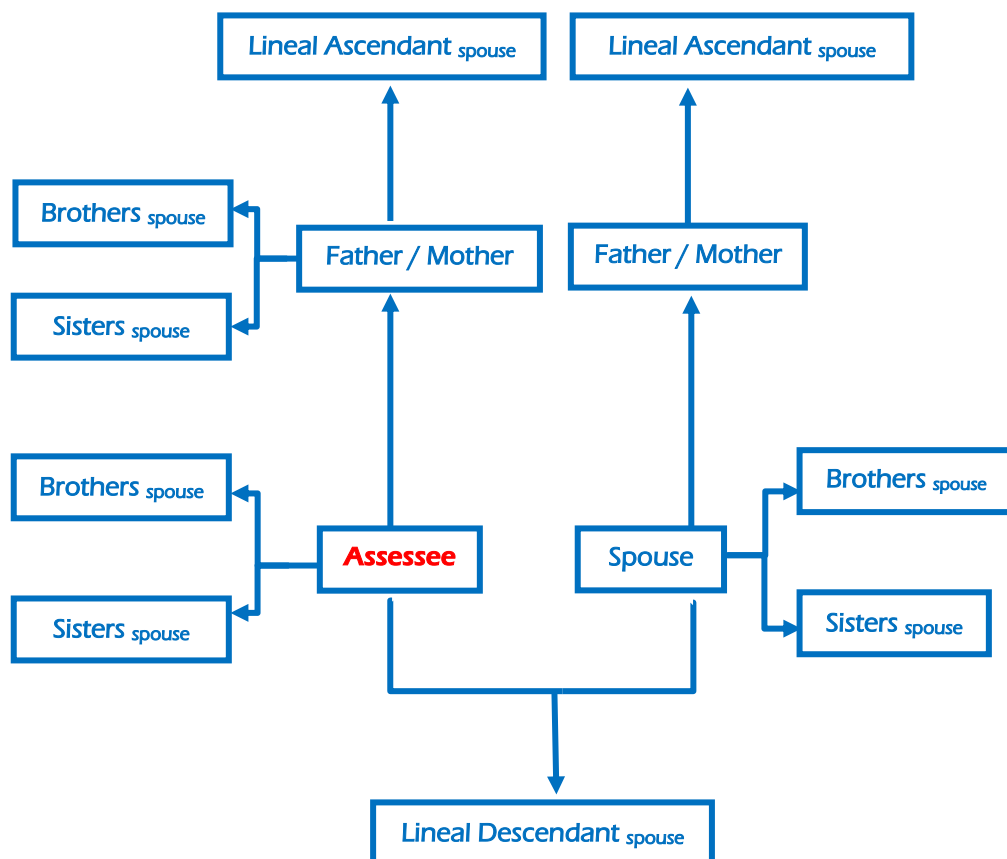 Lineal Ascendant spouse
Lineal Ascendant spouse
Brothers spouse
Father / Mother
Father / Mother
Sisters spouse
Brothers spouse
Brothers spouse
Assessee
Spouse
Sisters spouse
Sisters spouse
Lineal Descendant spouse